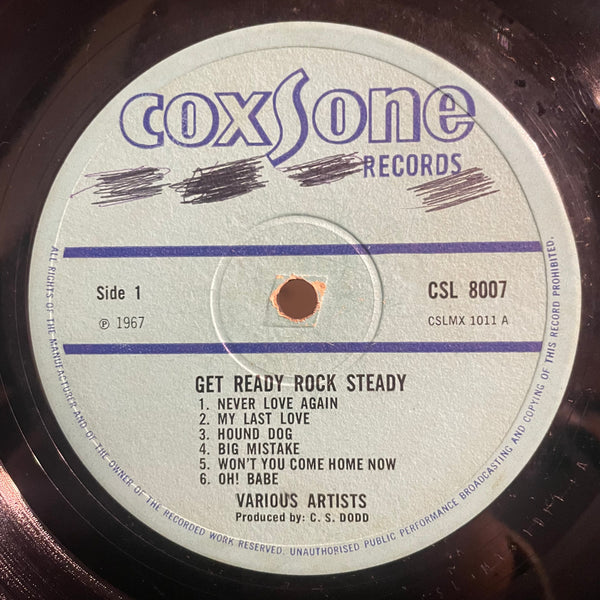 coxsone
RECORDS
Side 1
℗ 1967
CSL 8007
CSLMX 1011 A
GET READY ROCK STEADY
1. NEVER LOVE AGAIN
2. MY LAST LOVE
3. HOUND DOG
4. BIG MISTAKE
5. WON'T YOU COME HOME NOW
6. OH! BABE
VARIOUS ARTISTS
Produced by: C. S. DODD
ALL RIGHTS OF THE MANUFACTURER AND OF THE OWNER OF THE RECORDED WORK RESERVED. UNAUTHORISED PUBLIC PERFORMANCE BROADCASTING AND COPYING OF THIS RECORD PROHIBITED.